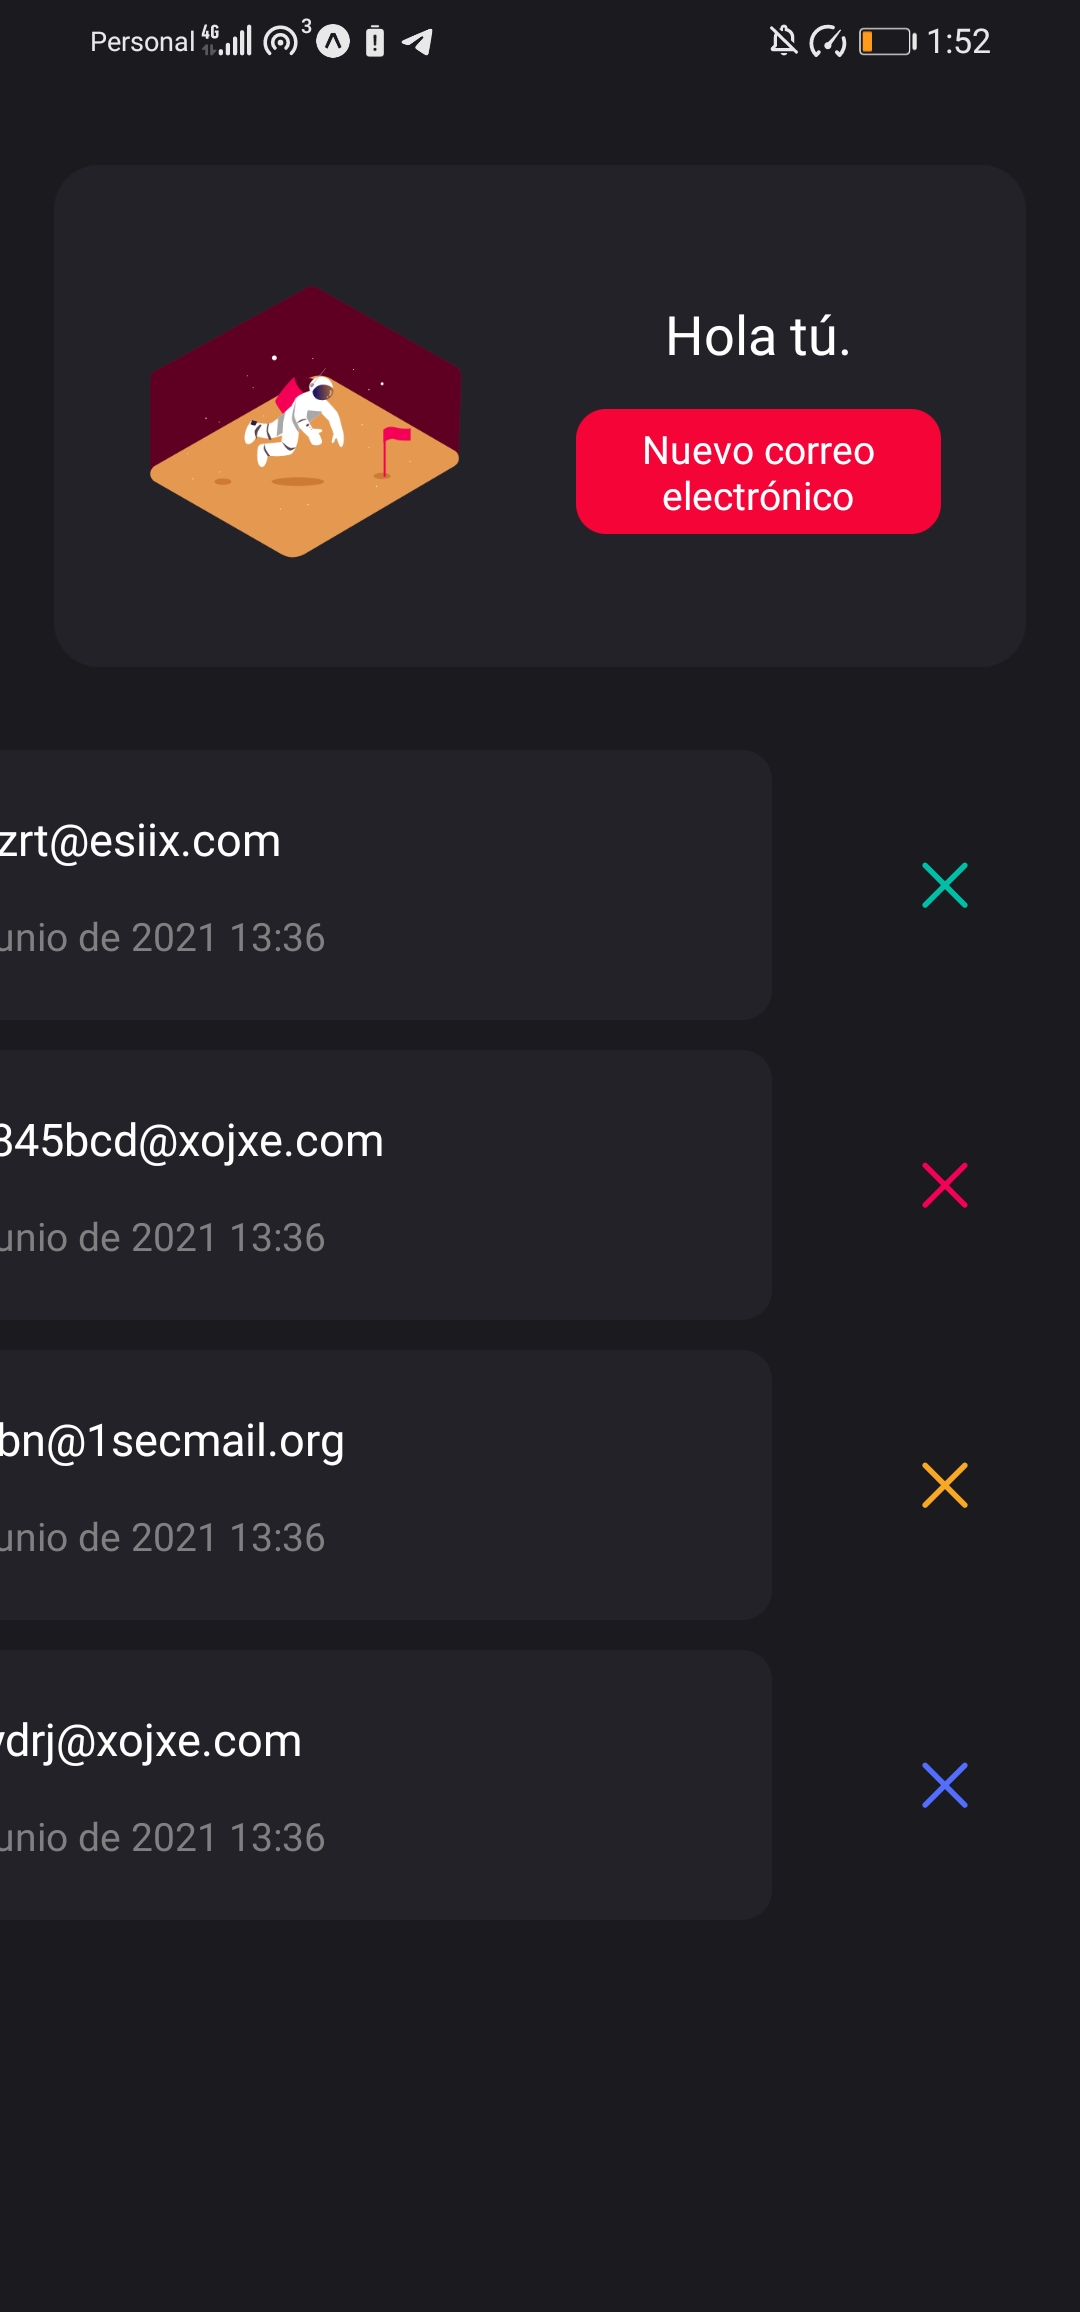 Personal 4G 3 1:52
Hola tú.
Nuevo correo
electrónico
zrt@esiix.com
unio de 2021 13:36
345bcd@xojxe.com
unio de 2021 13:36
bn@1secmail.org
unio de 2021 13:36
drj@xojxe.com
unio de 2021 13:36